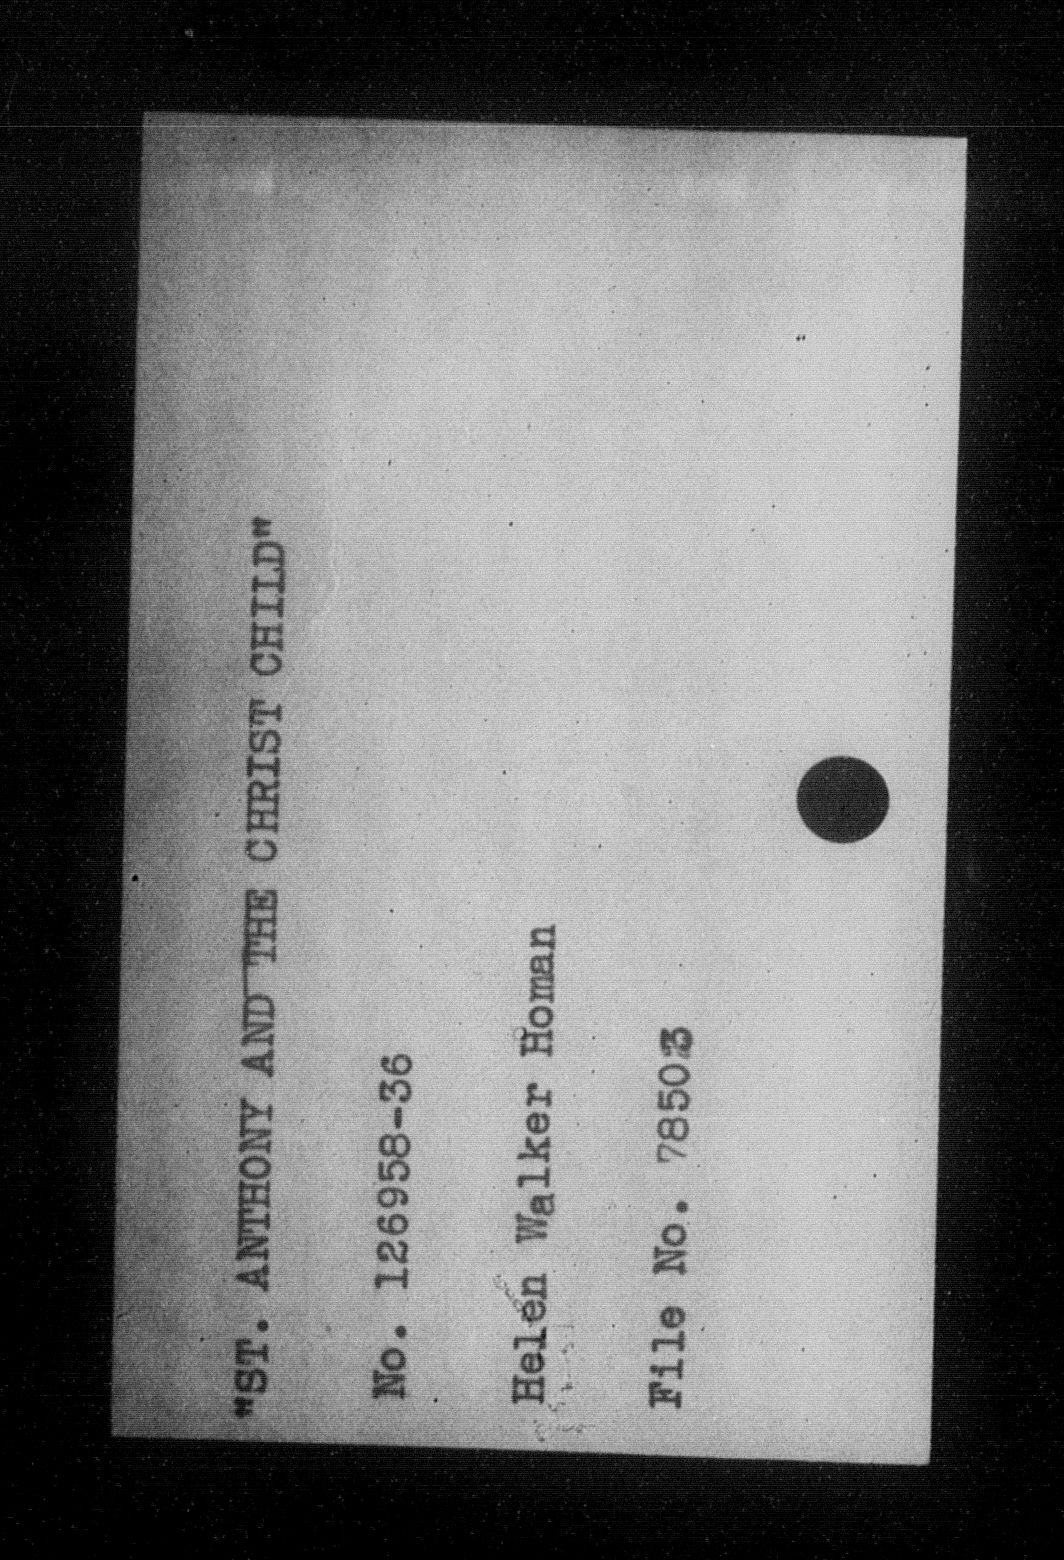 "ST. ANTHONY AND THE CHRIST CHILD"
No. 126958-36
Helen Walker Homan
File No. 78503